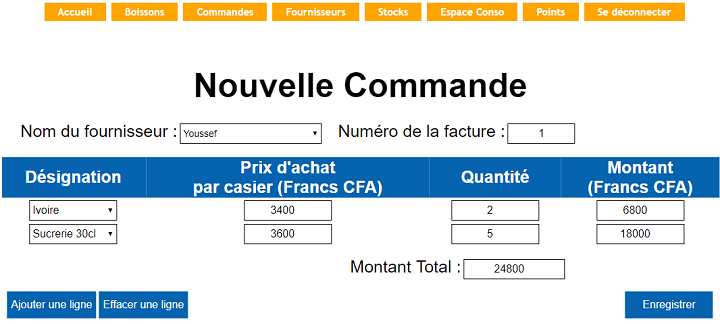 Accueil Boissons Commandes Fournisseurs Stocks Espace Conso Points Se déconnecter
Nouvelle Commande
Nom du fournisseur : Youssef Numéro de la facture : 1
Désignation Prix d'achat par casier (Francs CFA) Quantité Montant (Francs CFA)
Ivoire 3400 2 6800
Sucrerie 30cl 3600 5 18000
Montant Total : 24800
Ajouter une ligne Effacer une ligne Enregistrer